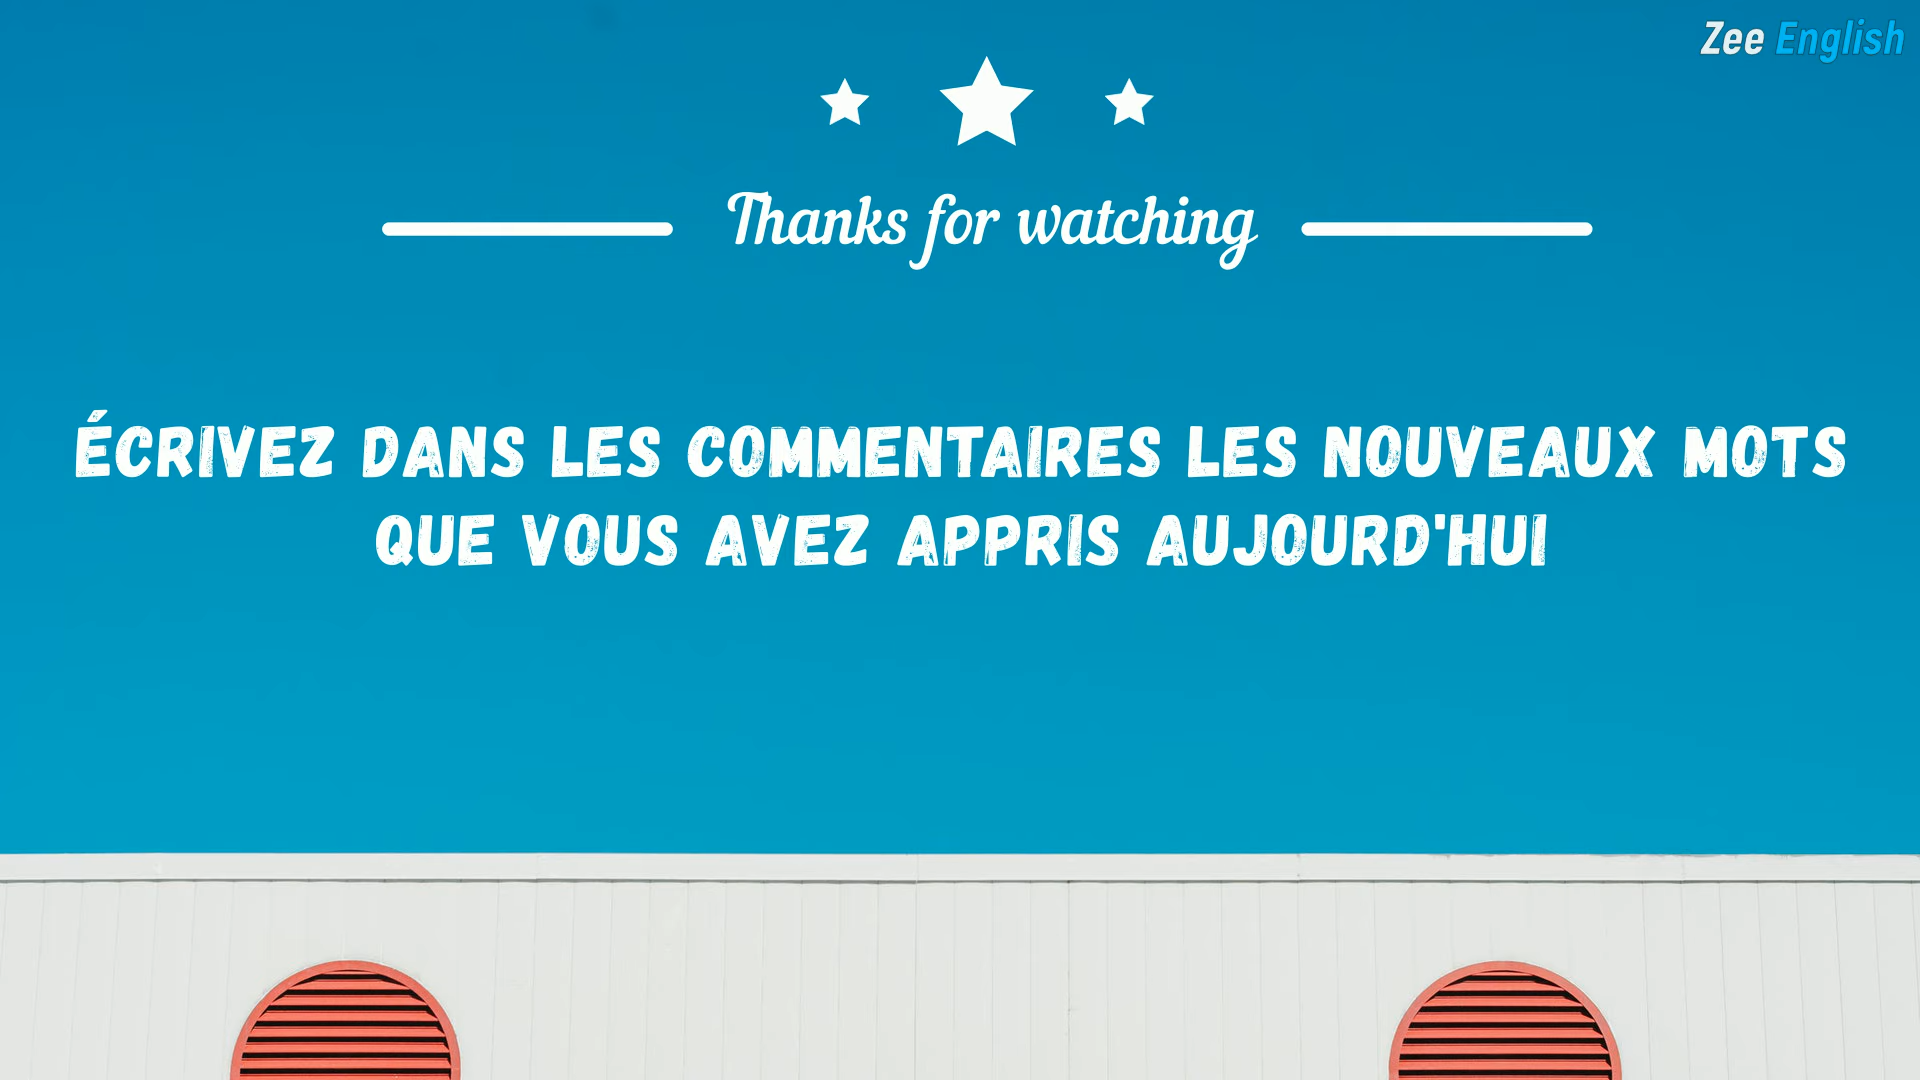 Zee English
Thanks for watching
ÉCRIVEZ DANS LES COMMENTAIRES LES NOUVEAUX MOTS
QUE VOUS AVEZ APPRIS AUJOURD'HUI